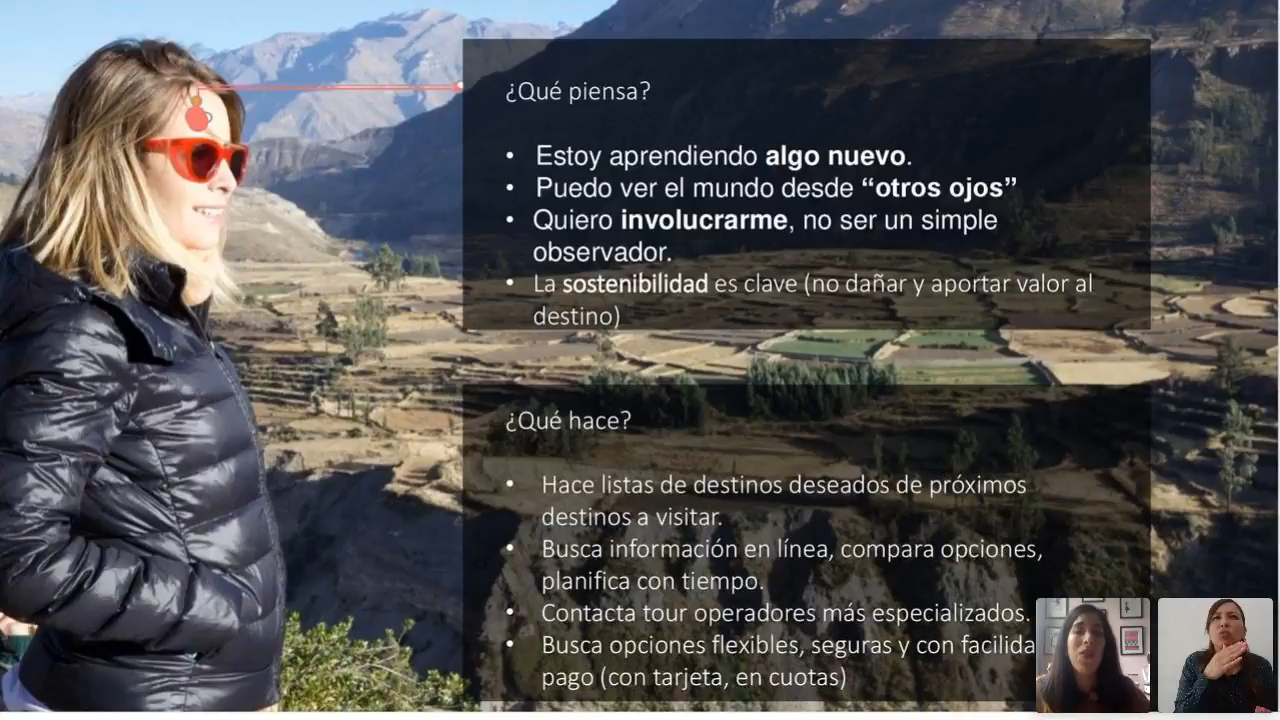 ¿Qué piensa?
• Estoy aprendiendo algo nuevo.
• Puedo ver el mundo desde “otros ojos”
• Quiero involucrarme, no ser un simple
observador.
• La sostenibilidad es clave (no dañar y aportar valor al
destino)
¿Qué hace?
• Hace listas de destinos deseados de próximos
destinos a visitar.
• Busca información en línea, compara opciones,
planifica con tiempo.
• Contacta tour operadores más especializados.
• Busca opciones flexibles, seguras y con
pago (con tarjeta, en cuotas)